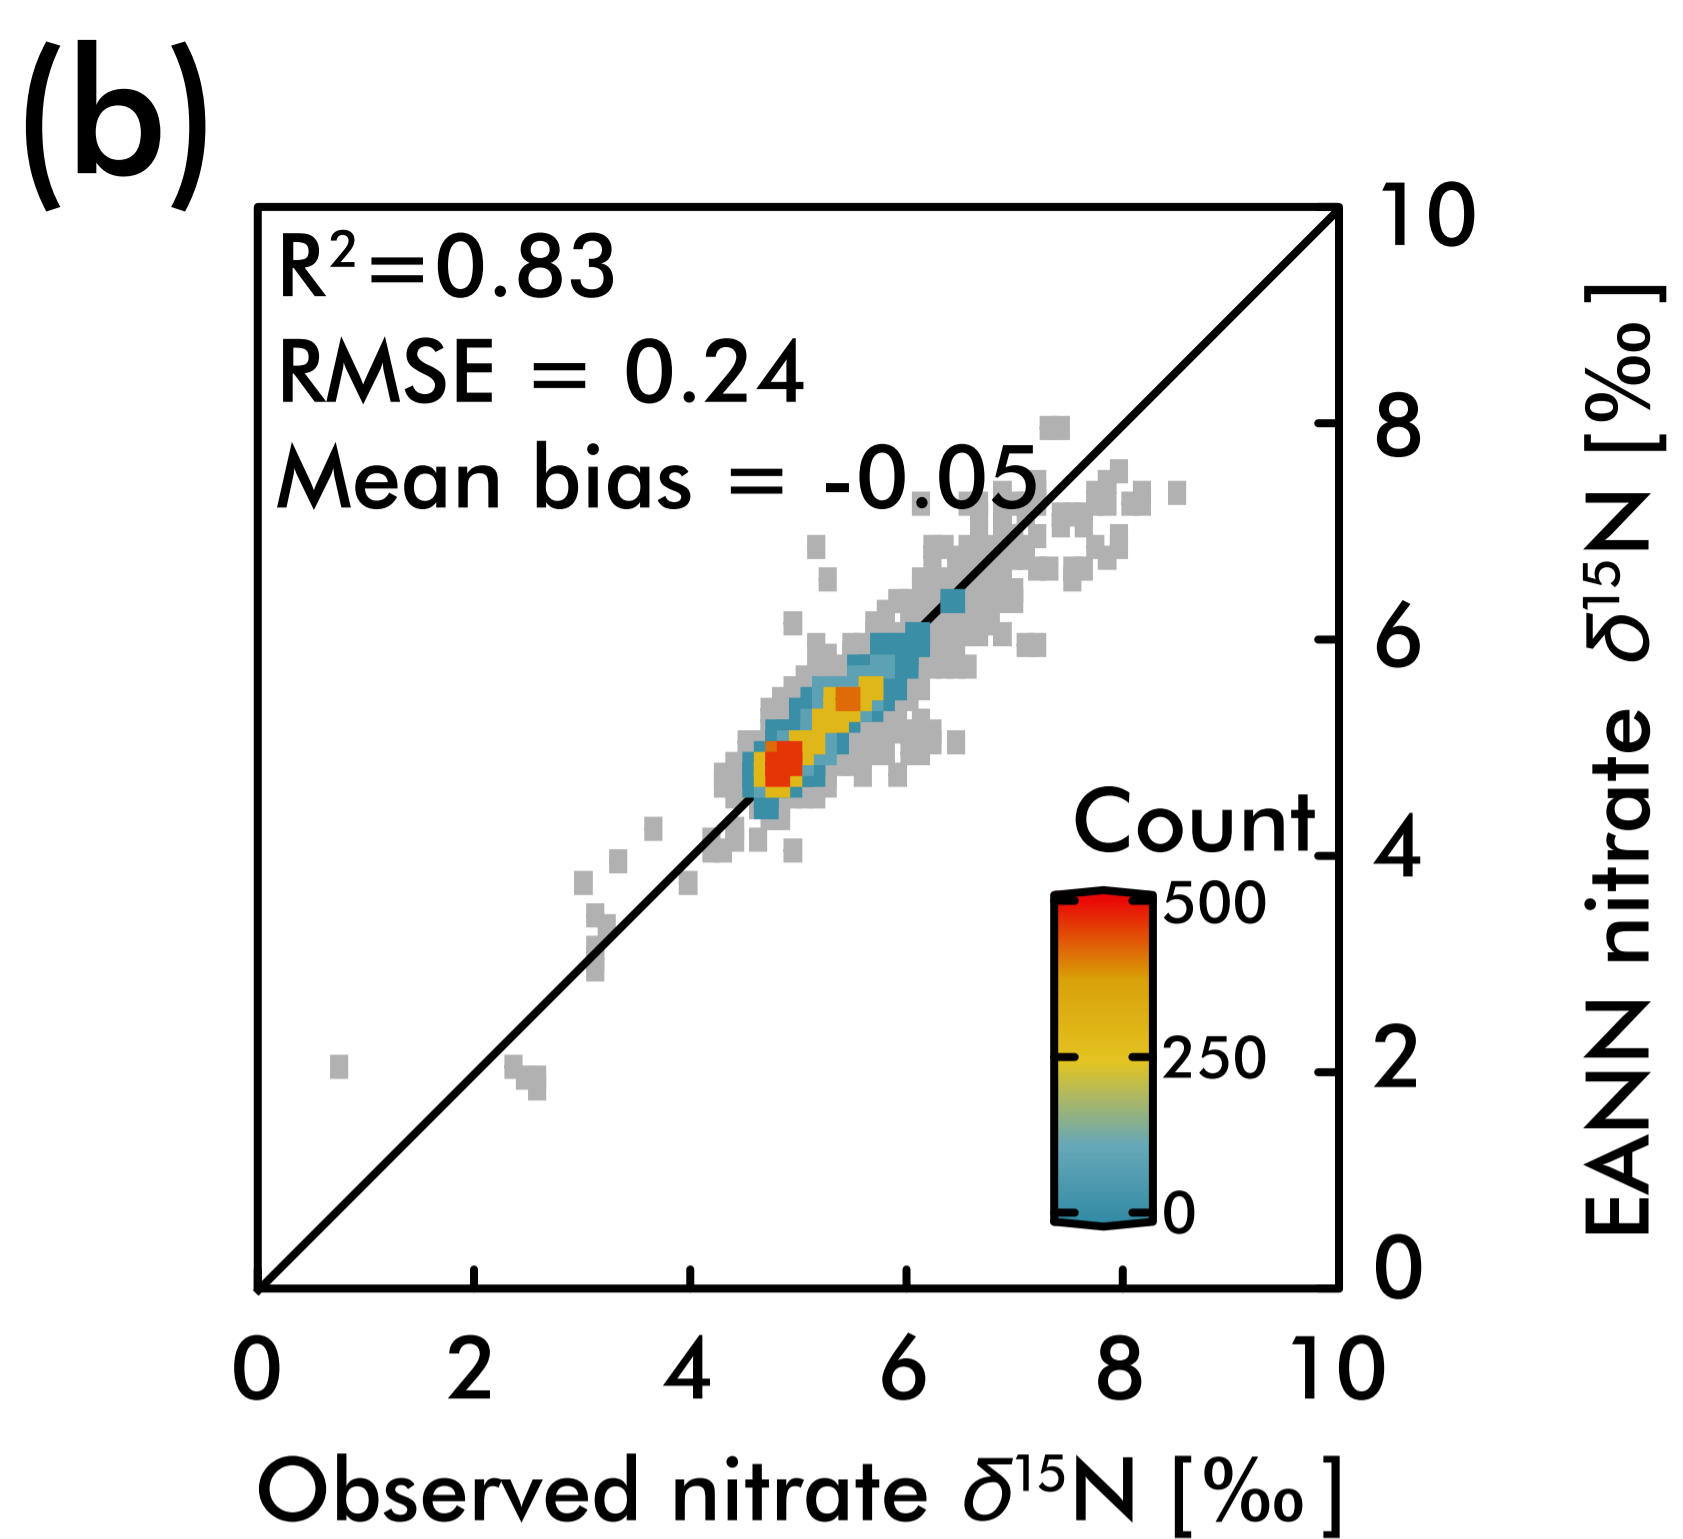 (b)
R²=0.83
RMSE = 0.24
Mean bias = -0.05
10
8
6
4
2
0
EANN nitrate δ¹⁵N [‰]
Count
500
250
0
0 2 4 6 8 10
Observed nitrate δ¹⁵N [‰]